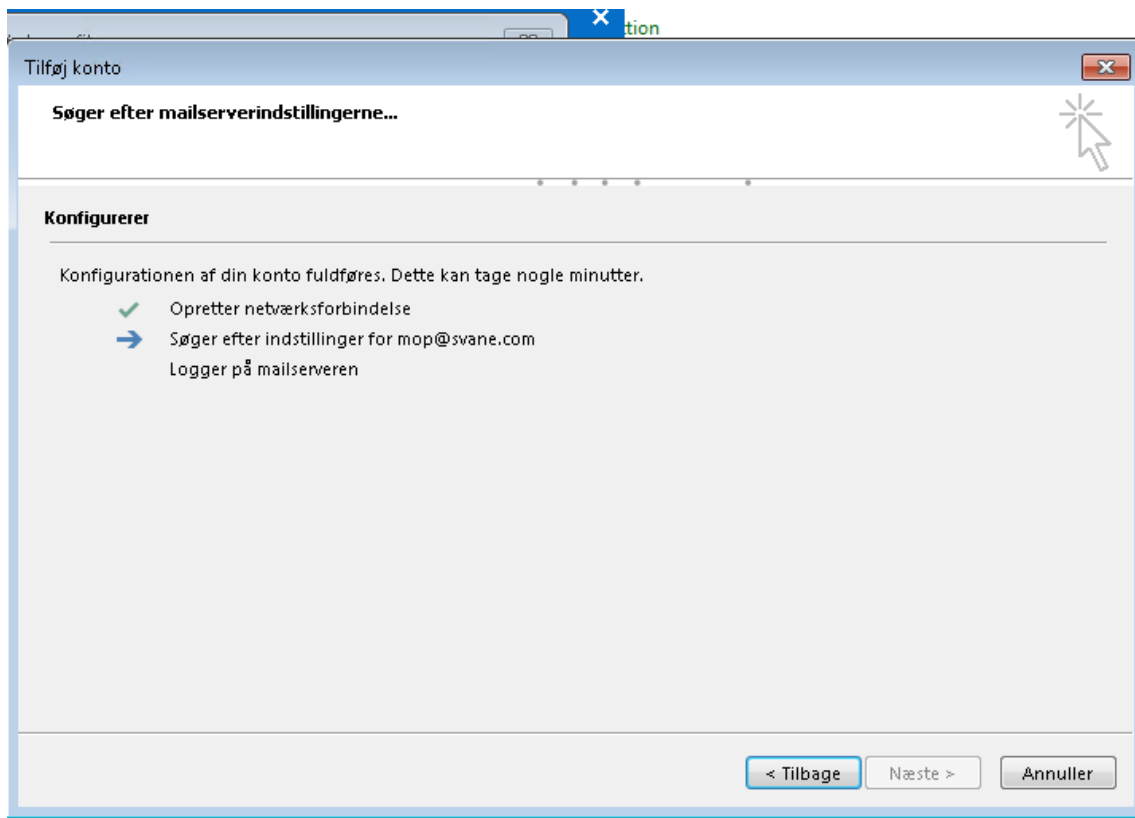 tion
Tilføj konto
Søger efter mailserverindstillingerne...
Konfigurerer
Konfigurationen af din konto fuldføres. Dette kan tage nogle minutter.
Opretter netværksforbindelse
Søger efter indstillinger for mop@svane.com
Logger på mailserveren
< Tilbage
Næste >
Annuller